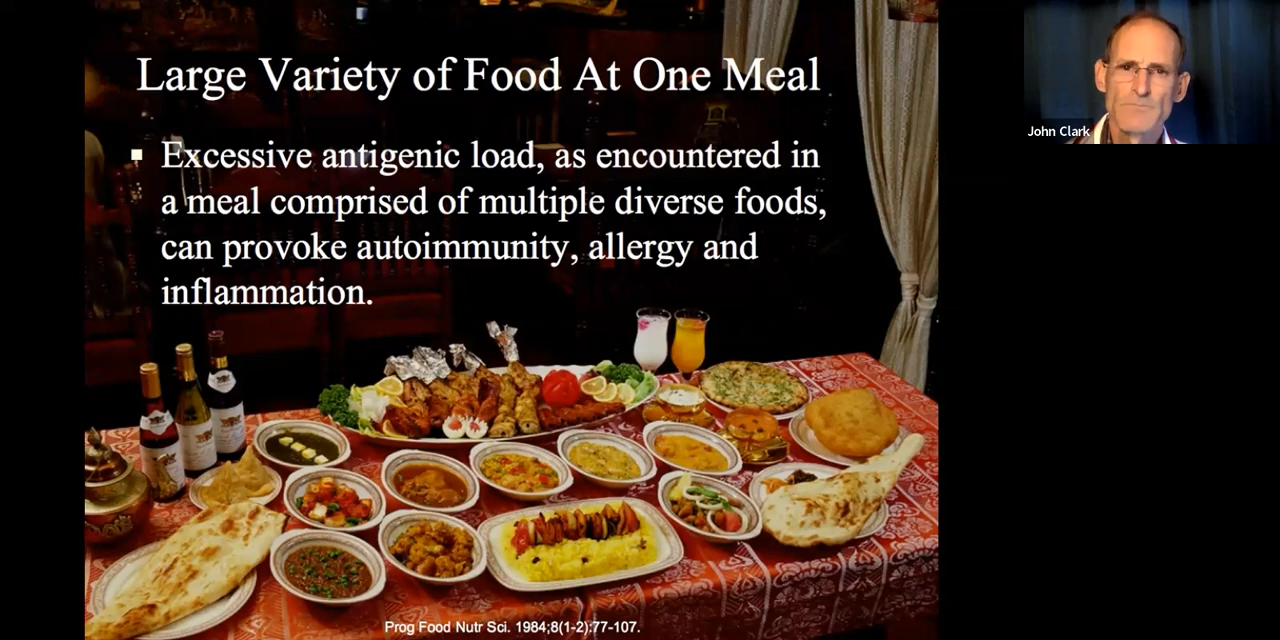 Large Variety of Food At One Meal
▪ Excessive antigenic load, as encountered in
a meal comprised of multiple diverse foods,
can provoke autoimmunity, allergy and
inflammation.
Prog Food Nutr Sci. 1984;8(1-2):77-107.
John Clark